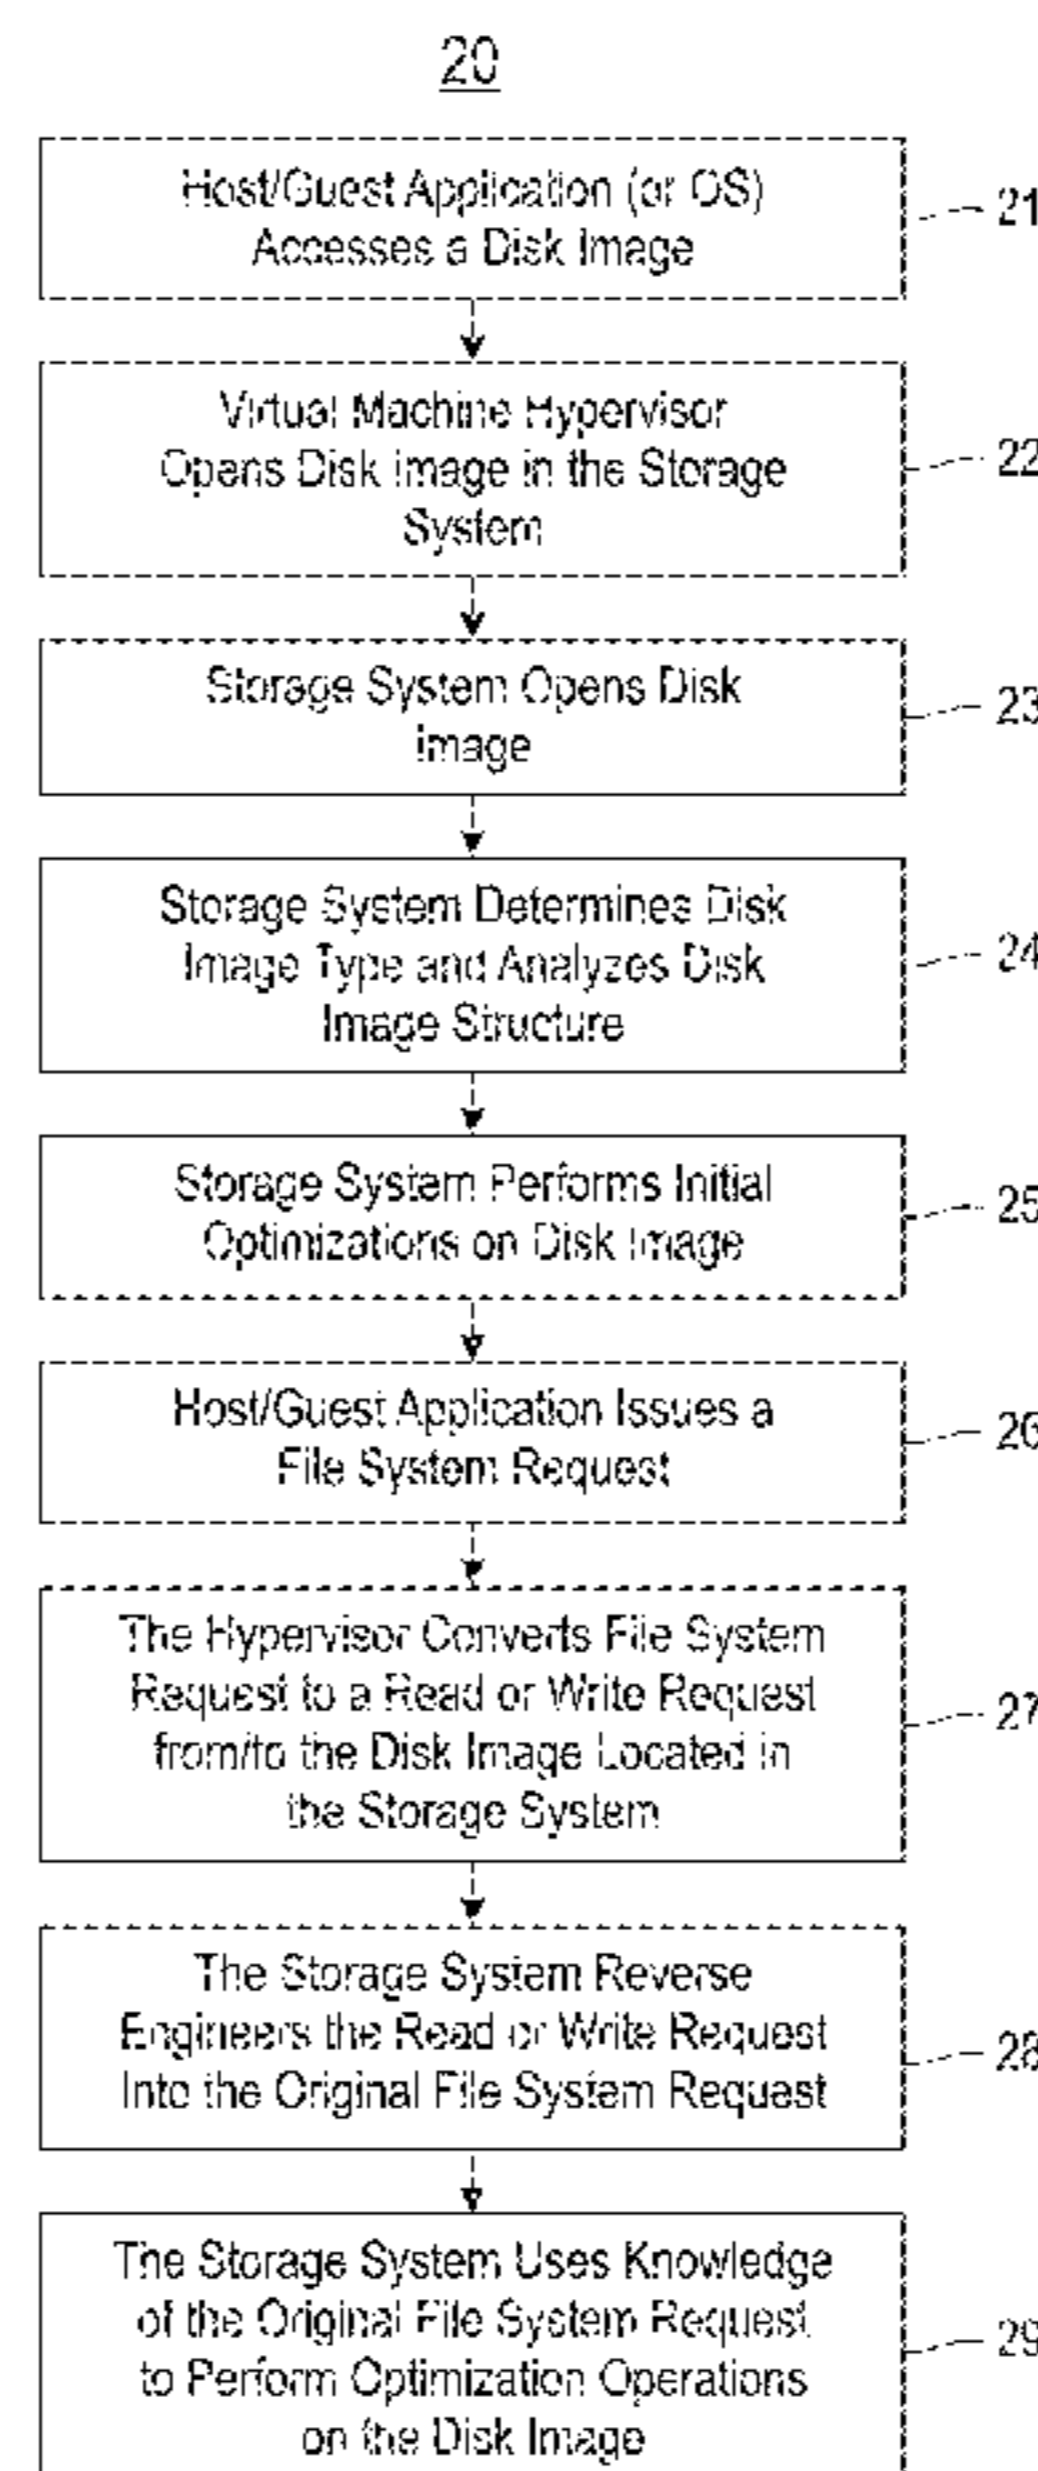 20
Host/Guest Application (or OS)
Accesses a Disk Image
21
Virtual Machine Hypervisor
Opens Disk image in the Storage
System
22
Storage System Opens Disk
image
23
Storage System Determines Disk
Image Type and Analyzes Disk
Image Structure
24
Storage System Performs Initial
Optimizations on Disk Image
25
Host/Guest Application Issues a
File System Request
26
The Hypervisor Converts File System
Request to a Read or Write Request
from/to the Disk Image Located in
the Storage System
27
The Storage System Reverse
Engineers the Read or Write Request
Into the Original File System Request
28
The Storage System Uses Knowledge
of the Original File System Request
to Perform Optimization Operations
on the Disk Image
29